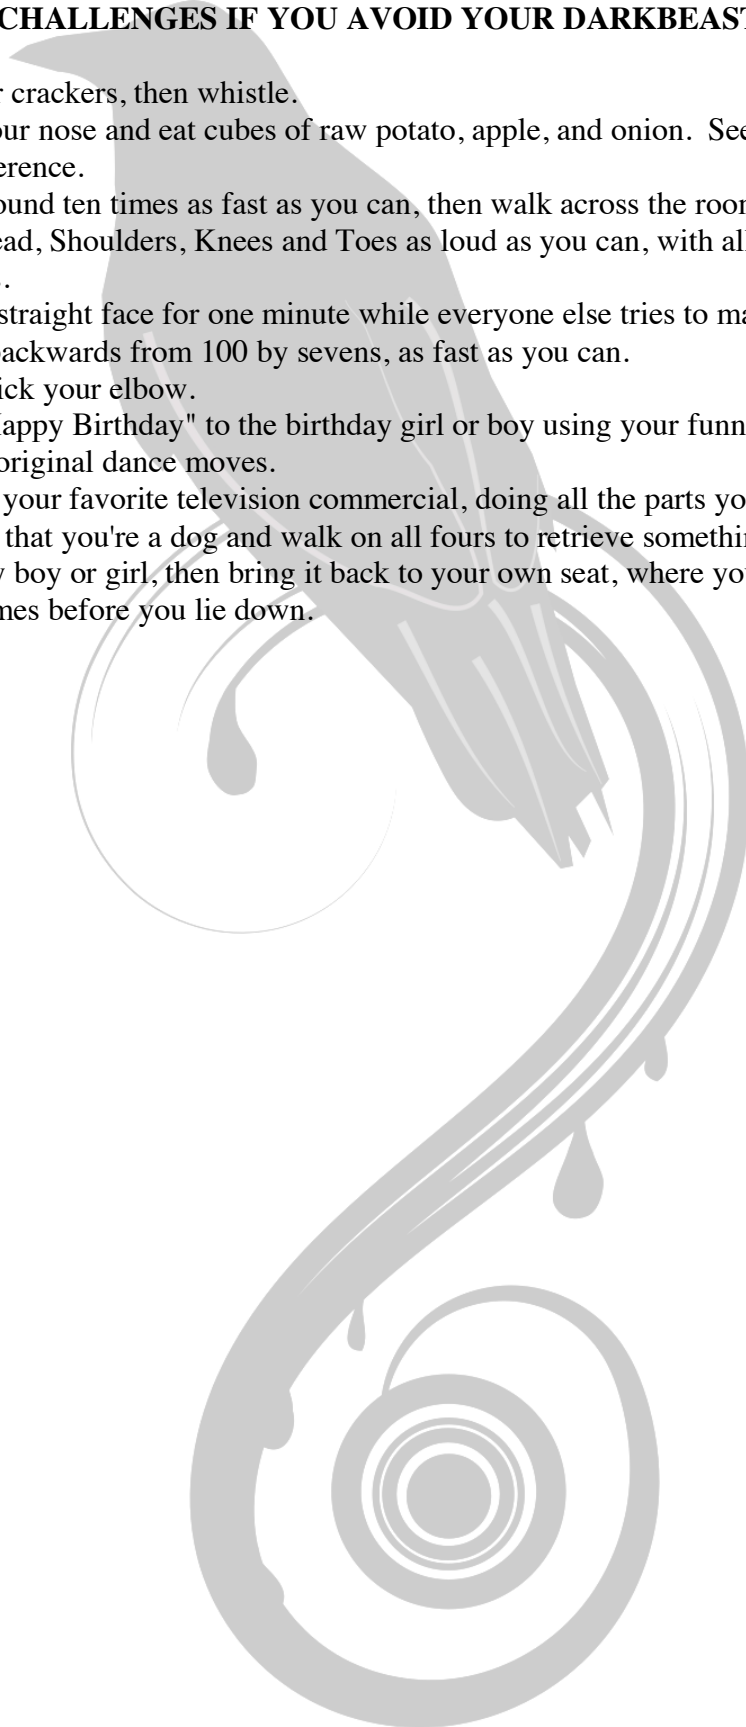 CHALLENGES IF YOU AVOID YOUR DARKBEAST
r crackers, then whistle.
our nose and eat cubes of raw potato, apple, and onion. See
erence.
ound ten times as fast as you can, then walk across the room
ead, Shoulders, Knees and Toes as loud as you can, with all
s.
straight face for one minute while everyone else tries to ma
backwards from 100 by sevens, as fast as you can.
ick your elbow.
Happy Birthday" to the birthday girl or boy using your funn
original dance moves.
your favorite television commercial, doing all the parts yo
that you're a dog and walk on all fours to retrieve somethin
y boy or girl, then bring it back to your own seat, where you
mes before you lie down.